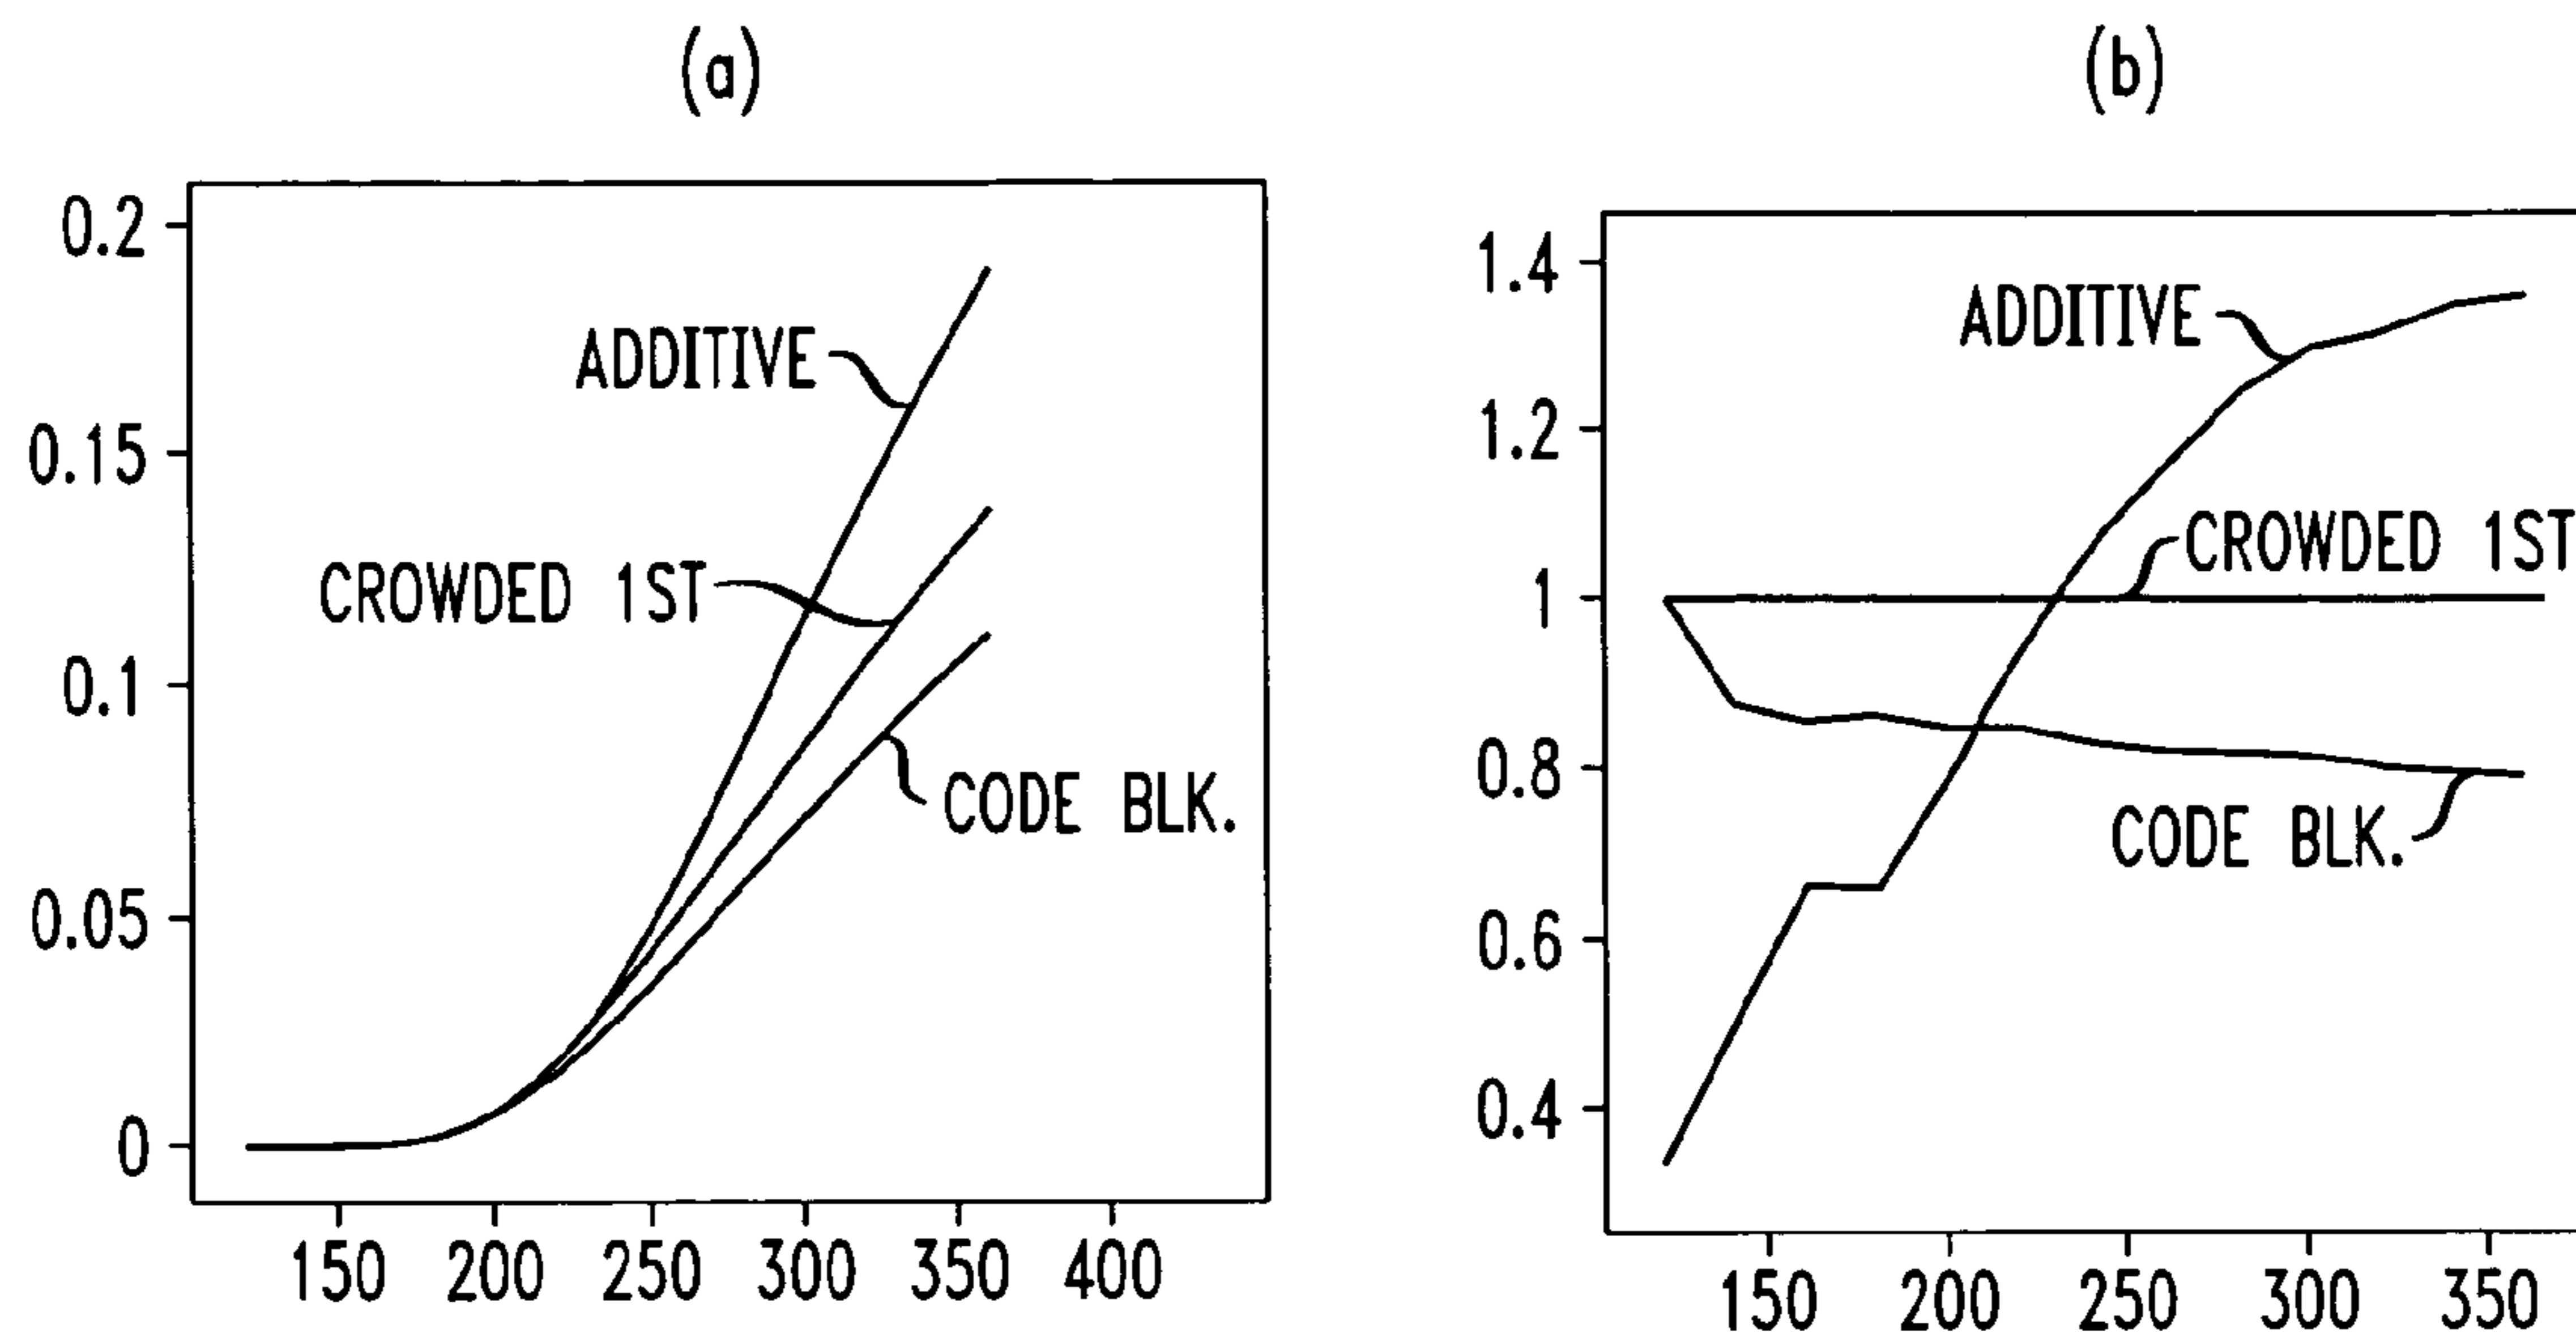 (a)
0.2
0.15
0.1
0.05
0
ADDITIVE
CROWDED 1ST
CODE BLK.
150 200 250 300 350 400
(b)
1.4
1.2
1
0.8
0.6
0.4
ADDITIVE
CROWDED 1ST
CODE BLK.
150 200 250 300 350